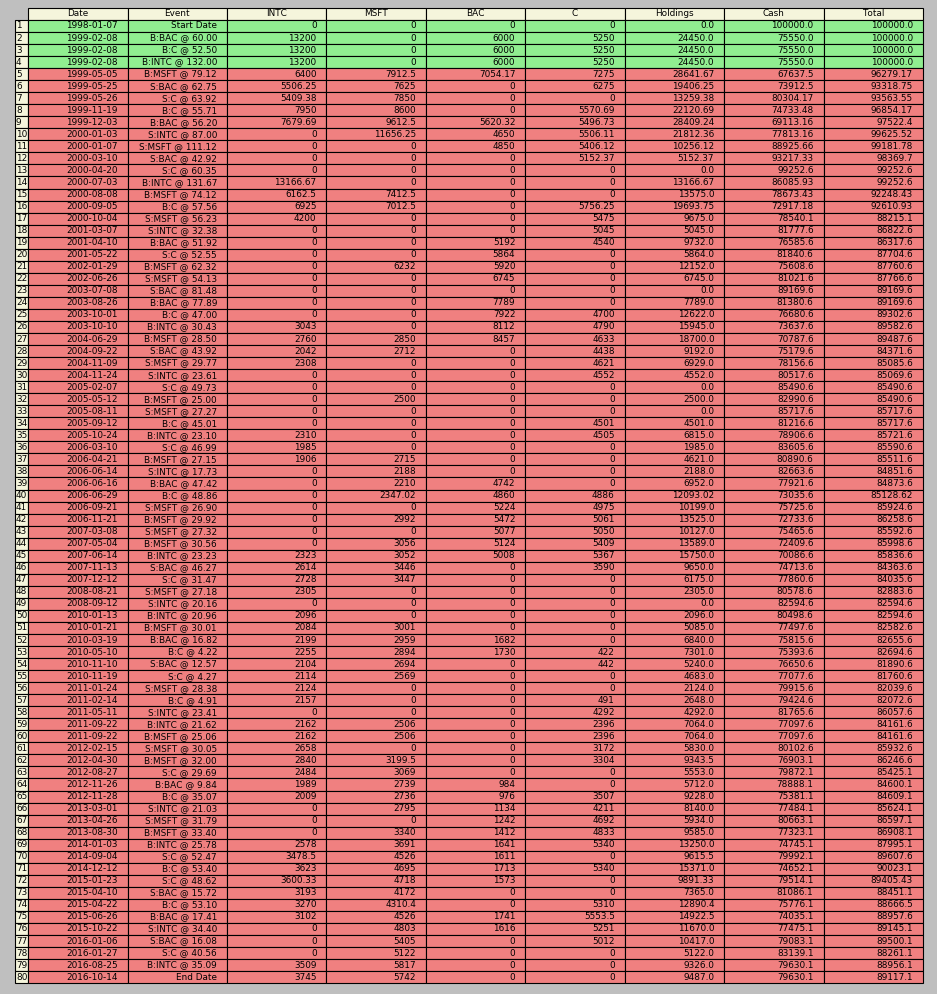 Date Event INTC MSFT BAC C Holdings Cash Total
1 1998-01-07 Start Date 0 0 0 0 0.0 100000.0 100000.0
2 1999-02-08 B:BAC @ 60.00 13200 0 6000 5250 24450.0 75550.0 100000.0
3 1999-02-08 B:C @ 52.50 13200 0 6000 5250 24450.0 75550.0 100000.0
4 1999-02-08 B:INTC @ 132.00 13200 0 6000 5250 24450.0 75550.0 100000.0
5 1999-05-05 B:MSFT @ 79.12 6400 7912.5 7054.17 7275 28641.67 67637.5 96279.17
6 1999-05-25 S:BAC @ 62.75 5506.25 7625 0 6275 19406.25 73912.5 93318.75
7 1999-05-26 S:C @ 63.92 5409.38 7850 0 0 13259.38 80304.17 93563.55
8 1999-11-19 B:C @ 55.71 7950 8600 0 5570.69 22120.69 74733.48 96854.17
9 1999-12-03 B:BAC @ 56.20 7679.69 9612.5 5620.32 5496.73 28409.24 69113.16 97522.4
10 2000-01-03 S:INTC @ 87.00 0 11656.25 4650 5506.11 21812.36 77813.16 99625.52
11 2000-01-07 S:MSFT @ 111.12 0 0 4850 5406.12 10256.12 88925.66 99181.78
12 2000-03-10 S:BAC @ 42.92 0 0 0 5152.37 5152.37 93217.33 98369.7
13 2000-04-20 S:C @ 60.35 0 0 0 0 0.0 99252.6 99252.6
14 2000-07-03 B:INTC @ 131.67 13166.67 0 0 0 13166.67 86085.93 99252.6
15 2000-08-08 B:MSFT @ 74.12 6162.5 7412.5 0 0 13575.0 78673.43 92248.43
16 2000-09-05 B:C @ 57.56 6925 7012.5 0 5756.25 19693.75 72917.18 92610.93
17 2000-10-04 S:MSFT @ 56.23 4200 0 0 5475 9675.0 78540.1 88215.1
18 2001-03-07 S:INTC @ 32.38 0 0 0 5045 5045.0 81777.6 86822.6
19 2001-04-10 B:BAC @ 51.92 0 0 5192 4540 9732.0 76585.6 86317.6
20 2001-05-22 S:C @ 52.55 0 0 5864 0 5864.0 81840.6 87704.6
21 2002-01-29 B:MSFT @ 62.32 0 6232 5920 0 12152.0 75608.6 87760.6
22 2002-06-26 S:MSFT @ 54.13 0 0 6745 0 6745.0 81021.6 87766.6
23 2003-07-08 S:BAC @ 81.48 0 0 0 0 0.0 89169.6 89169.6
24 2003-08-26 B:BAC @ 77.89 0 0 7789 0 7789.0 81380.6 89169.6
25 2003-10-01 B:C @ 47.00 0 0 7922 4700 12622.0 76680.6 89302.6
26 2003-10-10 B:INTC @ 30.43 3043 0 8112 4790 15945.0 73637.6 89582.6
27 2004-06-29 B:MSFT @ 28.50 2760 2850 8457 4633 18700.0 70787.6 89487.6
28 2004-09-22 S:BAC @ 43.92 2042 2712 0 4438 9192.0 75179.6 84371.6
29 2004-11-09 S:MSFT @ 29.77 2308 0 0 4621 6929.0 78156.6 85085.6
30 2004-11-24 S:INTC @ 23.61 0 0 0 4552 4552.0 80517.6 85069.6
31 2005-02-07 S:C @ 49.73 0 0 0 0 0.0 85490.6 85490.6
32 2005-05-12 B:MSFT @ 25.00 0 2500 0 0 2500.0 82990.6 85490.6
33 2005-08-11 S:MSFT @ 27.27 0 0 0 0 0.0 85717.6 85717.6
34 2005-09-12 B:C @ 45.01 0 0 0 4501 4501.0 81216.6 85717.6
35 2005-10-24 B:INTC @ 23.10 2310 0 0 4505 6815.0 78906.6 85721.6
36 2006-03-10 S:C @ 46.99 1985 0 0 0 1985.0 83605.6 85590.6
37 2006-04-21 B:MSFT @ 27.15 1906 2715 0 0 4621.0 80890.6 85511.6
38 2006-06-14 S:INTC @ 17.73 0 2188 0 0 2188.0 82663.6 84851.6
39 2006-06-16 B:BAC @ 47.42 0 2210 4742 0 6952.0 77921.6 84873.6
40 2006-06-29 B:C @ 48.86 0 2347.02 4860 4886 12093.02 73035.6 85128.62
41 2006-09-21 S:MSFT @ 26.90 0 0 5224 4975 10199.0 75725.6 85924.6
42 2006-11-21 B:MSFT @ 29.92 0 2992 5472 5061 13525.0 72733.6 86258.6
43 2007-03-08 S:MSFT @ 27.32 0 0 5077 5050 10127.0 75465.6 85592.6
44 2007-05-04 B:MSFT @ 30.56 0 3056 5124 5409 13589.0 72409.6 85998.6
45 2007-06-14 B:INTC @ 23.23 2323 3052 5008 5367 15750.0 70086.6 85836.6
46 2007-11-13 S:BAC @ 46.27 2614 3446 0 3590 9650.0 74713.6 84363.6
47 2007-12-12 S:C @ 31.47 2728 3447 0 0 6175.0 77860.6 84035.6
48 2008-08-21 S:MSFT @ 27.18 2305 0 0 0 2305.0 80578.6 82883.6
49 2008-09-12 S:INTC @ 20.16 0 0 0 0 0.0 82594.6 82594.6
50 2010-01-13 B:INTC @ 20.96 2096 0 0 0 2096.0 80498.6 82594.6
51 2010-01-21 B:MSFT @ 30.01 2084 3001 0 0 5085.0 77497.6 82582.6
52 2010-03-19 B:BAC @ 16.82 2199 2959 1682 0 6840.0 75815.6 82655.6
53 2010-05-10 B:C @ 4.22 2255 2894 1730 422 7301.0 75393.6 82694.6
54 2010-11-10 S:BAC @ 12.57 2104 2694 0 442 5240.0 76650.6 81890.6
55 2010-11-19 S:C @ 4.27 2114 2569 0 0 4683.0 77077.6 81760.6
56 2011-01-24 S:MSFT @ 28.38 2124 0 0 0 2124.0 79915.6 82039.6
57 2011-02-14 B:C @ 4.91 2157 0 0 491 2648.0 79424.6 82072.6
58 2011-05-11 S:INTC @ 23.41 0 0 0 4292 4292.0 81765.6 86057.6
59 2011-09-22 B:INTC @ 21.62 2162 2506 0 2396 7064.0 77097.6 84161.6
60 2011-09-22 B:MSFT @ 25.06 2162 2506 0 2396 7064.0 77097.6 84161.6
61 2012-02-15 S:MSFT @ 30.05 2658 0 0 3172 5830.0 80102.6 85932.6
62 2012-04-30 B:MSFT @ 32.00 2840 3199.5 0 3304 9343.5 76903.1 86246.6
63 2012-08-27 S:C @ 29.69 2484 3069 0 0 5553.0 79872.1 85425.1
64 2012-11-26 B:BAC @ 9.84 1989 2739 984 0 5712.0 78888.1 84600.1
65 2012-11-28 B:C @ 35.07 2009 2736 976 3507 9228.0 75381.1 84609.1
66 2013-03-01 S:INTC @ 21.03 0 2795 1134 4211 8140.0 77484.1 85624.1
67 2013-04-26 S:MSFT @ 31.79 0 0 1242 4692 5934.0 80663.1 86597.1
68 2013-08-30 B:MSFT @ 33.40 0 3340 1412 4833 9585.0 77323.1 86908.1
69 2014-01-03 B:INTC @ 25.78 2578 3691 1641 5340 13250.0 74745.1 87995.1
70 2014-09-04 S:C @ 52.47 3478.5 4526 1611 0 9615.5 79992.1 89607.6
71 2014-12-12 B:C @ 53.40 3623 4695 1713 5340 15371.0 74652.1 90023.1
72 2015-01-23 S:C @ 48.62 3600.33 4718 1573 0 9891.33 79514.1 89405.43
73 2015-04-10 S:BAC @ 15.72 3193 4172 0 0 7365.0 81086.1 88451.1
74 2015-04-22 B:C @ 53.10 3270 4310.4 0 5310 12890.4 75776.1 88666.5
75 2015-06-26 B:BAC @ 17.41 3102 4526 1741 5553.5 14922.5 74035.1 88957.6
76 2015-10-22 S:INTC @ 34.40 0 4803 1616 5251 11670.0 77475.1 89145.1
77 2016-01-06 S:BAC @ 16.08 0 5405 0 5012 10417.0 79083.1 89500.1
78 2016-01-27 S:C @ 40.56 0 5122 0 0 5122.0 83139.1 88261.1
79 2016-08-25 B:INTC @ 35.09 3509 5817 0 0 9326.0 79630.1 88956.1
80 2016-10-14 End Date 3745 5742 0 0 9487.0 79630.1 89117.1